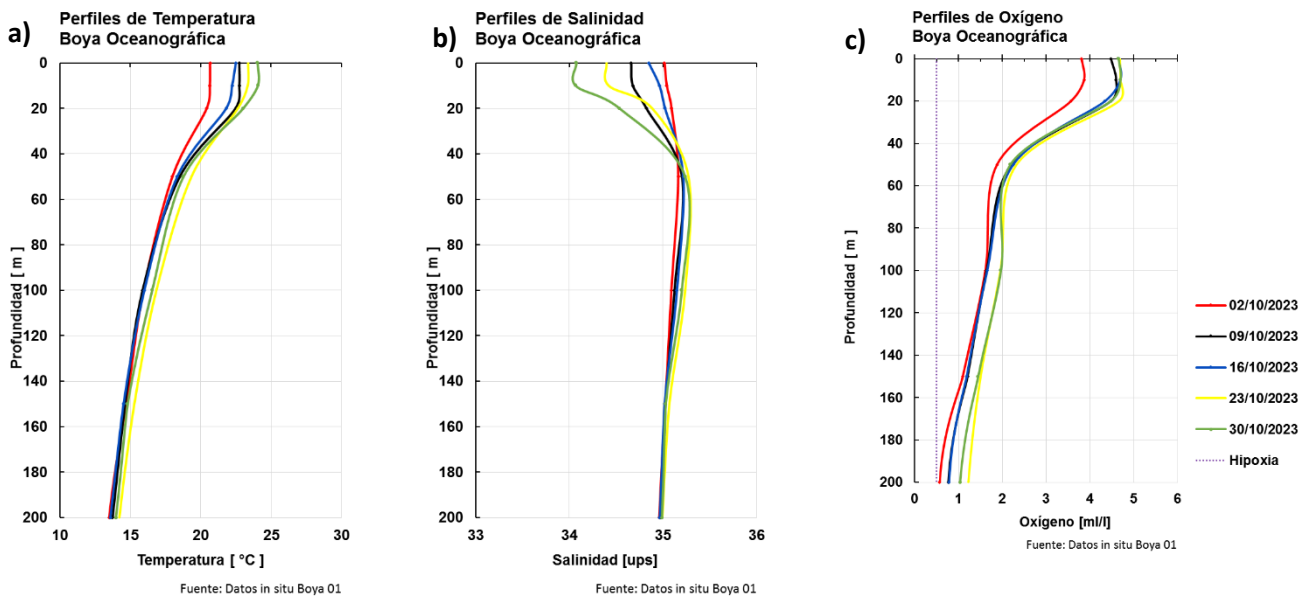 a)
Perfiles de Temperatura
Boya Oceanográfica
0
20
40
60
80
100
120
140
160
180
200
Profundidad [ m ]
10
15
20
25
30
Temperatura [ °C ]
Fuente: Datos in situ Boya 01
b)
Perfiles de Salinidad
Boya Oceanográfica
0
20
40
60
80
100
120
140
160
180
200
Profundidad [ m ]
33
34
35
36
Salinidad [ups]
Fuente: Datos in situ Boya 01
c)
Perfiles de Oxígeno
Boya Oceanográfica
0
20
40
60
80
100
120
140
160
180
200
Profundidad [ m ]
0
1
2
3
4
5
6
Oxígeno [ml/l]
Fuente: Datos in situ Boya 01
02/10/2023
09/10/2023
16/10/2023
23/10/2023
30/10/2023
Hipoxia